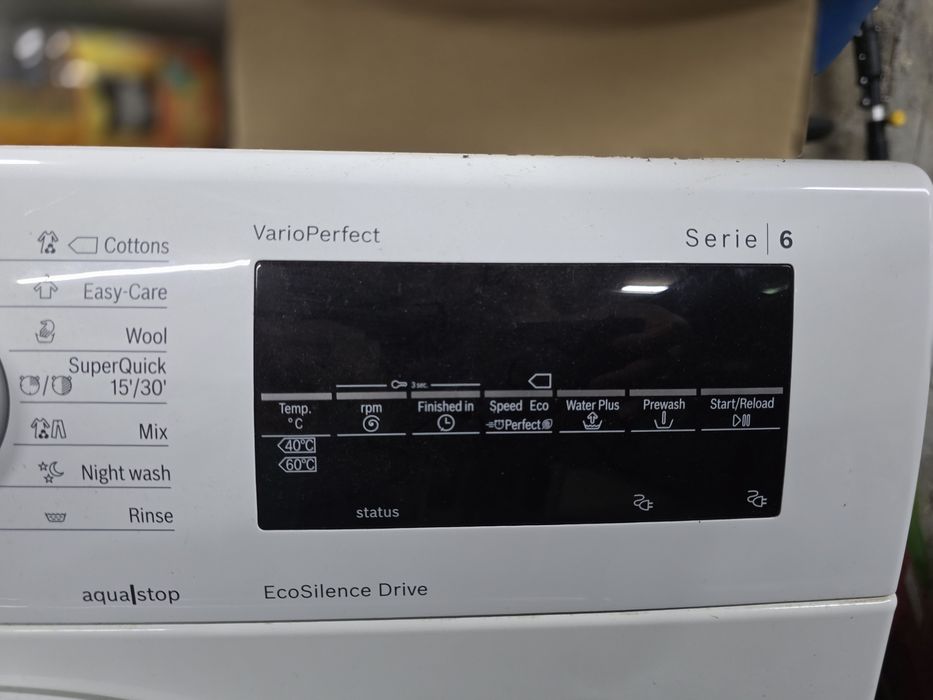 VarioPerfect
Serie | 6
Cottons
Easy-Care
Wool
SuperQuick
15'/30'
Mix
Night wash
Rinse
3 sec.
Temp.
°C
rpm
Finished in
Speed Eco
Perfect
Water Plus
Prewash
Start/Reload
40°C
60°C
status
aqua|stop
EcoSilence Drive